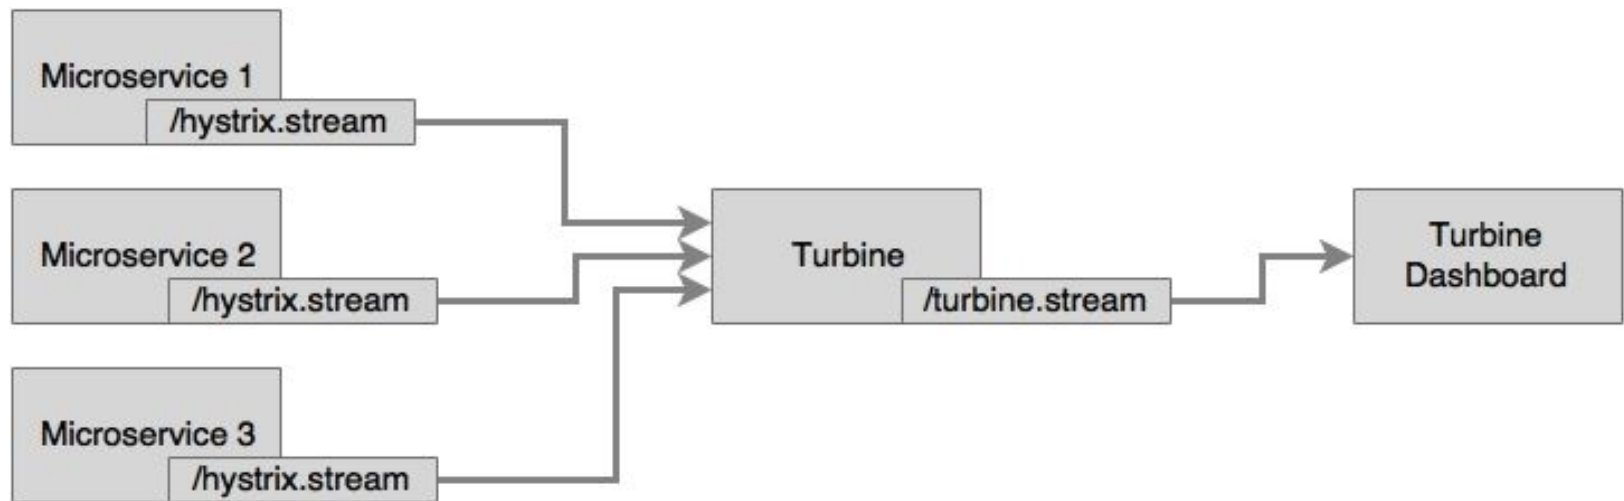 Microservice 1
/hystrix.stream
Microservice 2
/hystrix.stream
Microservice 3
/hystrix.stream
Turbine
/turbine.stream
Turbine
Dashboard